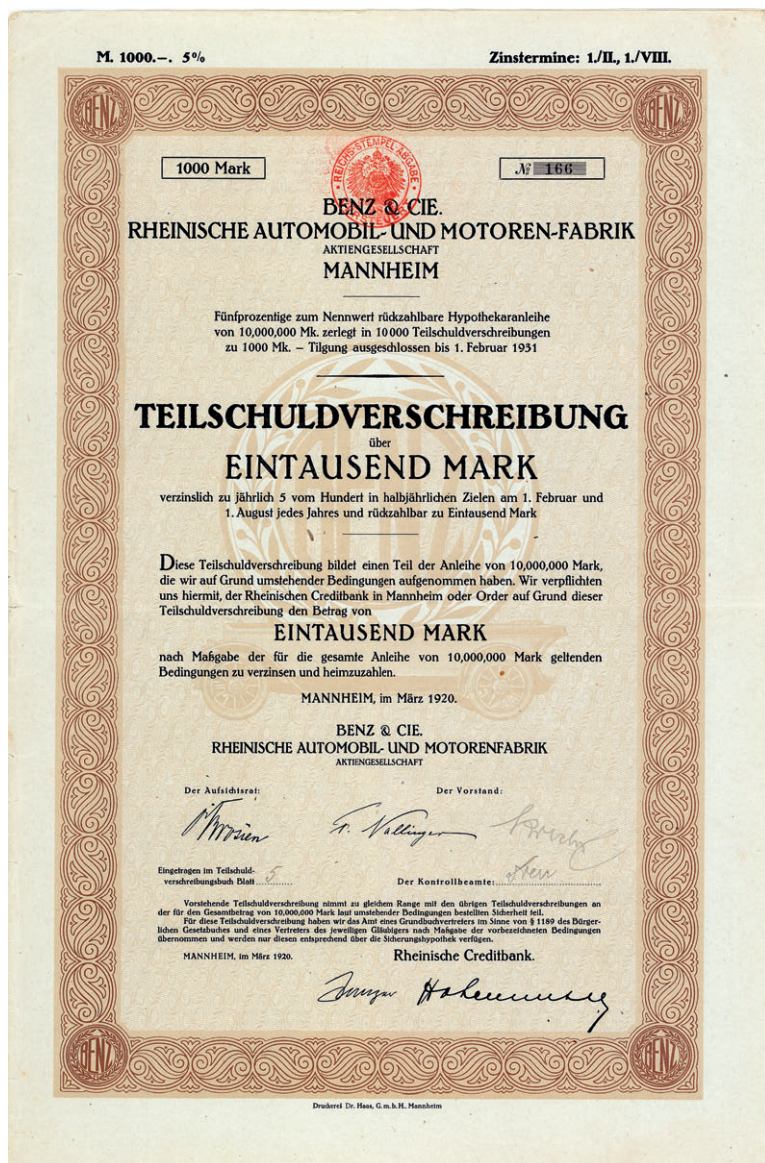 M. 1000.–. 5%
Zinstermine: 1./II., 1./VIII.
BENZ
BENZ
1000 Mark
REICHS-STEMPEL-ABGABE
№ 166
BENZ & CIE.
RHEINISCHE AUTOMOBIL- UND MOTOREN-FABRIK
AKTIENGESELLSCHAFT
MANNHEIM
Fünfprozentige zum Nennwert rückzahlbare Hypothekaranleihe
von 10,000,000 Mk. zerlegt in 10000 Teilschuldverschreibungen
zu 1000 Mk. – Tilgung ausgeschlossen bis 1. Februar 1931
TEILSCHULDVERSCHREIBUNG
über
EINTAUSEND MARK
verzinslich zu jährlich 5 vom Hundert in halbjährlichen Zielen am 1. Februar und
1. August jedes Jahres und rückzahlbar zu Eintausend Mark
Diese Teilschuldverschreibung bildet einen Teil der Anleihe von 10,000,000 Mark,
die wir auf Grund umstehender Bedingungen aufgenommen haben. Wir verpflichten
uns hiermit, der Rheinischen Creditbank in Mannheim oder Order auf Grund dieser
Teilschuldverschreibung den Betrag von
EINTAUSEND MARK
nach Maßgabe der für die gesamte Anleihe von 10,000,000 Mark geltenden
Bedingungen zu verzinsen und heimzuzahlen.
MANNHEIM, im März 1920.
BENZ & CIE.
RHEINISCHE AUTOMOBIL- UND MOTORENFABRIK
AKTIENGESELLSCHAFT
Der Aufsichtsrat:
Der Vorstand:
Brosien
F. Nallinger
Eingetragen im Teilschuld-
verschreibungsbuch Blatt 5
Der Kontrollbeamte:
Vorstehende Teilschuldverschreibung nimmt zu gleichem Range mit den übrigen Teilschuldverschreibungen an
der für den Gesamtbetrag von 10,000,000 Mark laut umstehender Bedingungen bestellten Sicherheit teil.
Für diese Teilschuldverschreibung haben wir das Amt eines Grundbuchvertreters im Sinne von § 1189 des Bürger-
lichen Gesetzbuches und eines Vertreters des jeweiligen Gläubigers nach Maßgabe der vorbezeichneten Bedingungen
übernommen und werden nur diesen entsprechend über die Sicherungshypothek verfügen.
MANNHEIM, im März 1920.
Rheinische Creditbank.
BENZ
BENZ
Druckerei Dr. Haas, G. m. b. H., Mannheim